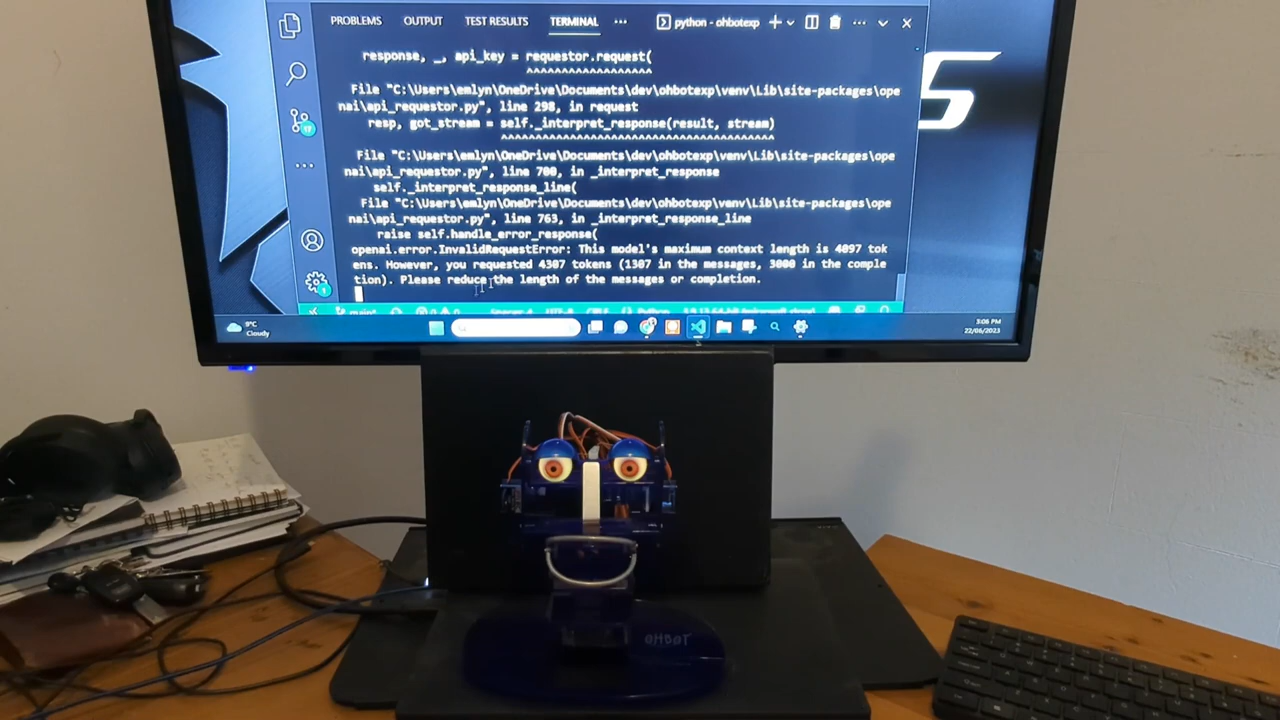 PROBLEMS OUTPUT TEST RESULTS TERMINAL ··· python - ohbotexp
response, _, api_key = requestor.request(
^^^^^^^^^^^^^^^^^^
File "C:\Users\emlyn\OneDrive\Documents\dev\ohbotexp\venv\Lib\site-packages\ope
nai\api_requestor.py", line 298, in request
resp, got_stream = self._interpret_response(result, stream)
^^^^^^^^^^^^^^^^^^^^^^^^^^^^^^^^^^^^^^^^
File "C:\Users\emlyn\OneDrive\Documents\dev\ohbotexp\venv\Lib\site-packages\ope
nai\api_requestor.py", line 700, in _interpret_response
self._interpret_response_line(
File "C:\Users\emlyn\OneDrive\Documents\dev\ohbotexp\venv\Lib\site-packages\ope
nai\api_requestor.py", line 763, in _interpret_response_line
raise self.handle_error_response(
openai.error.InvalidRequestError: This model's maximum context length is 4097 tok
ens. However, you requested 4307 tokens (1307 in the messages, 3000 in the comple
tion). Please reduce the length of the messages or completion.
main*
9°C
Cloudy
3:06 PM
22/06/2023
OHBOT